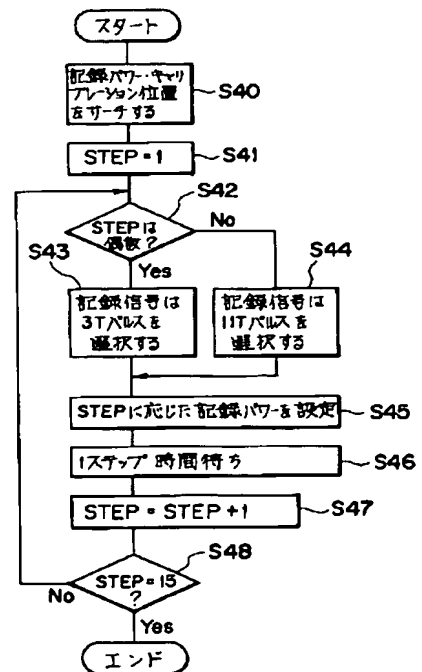 スタート
記録パワー・キャリ
ブレーション位置
をサーチする
S40
STEP = 1
S41
S42
STEPは
偶数?
No
Yes
S43
S44
記録信号は
3Tパルスを
選択する
記録信号は
11Tパルスを
選択する
STEPに応じた記録パワーを設定
S45
1ステップ時間待ち
S46
STEP = STEP +1
S47
S48
STEP = 15
?
No
Yes
エンド